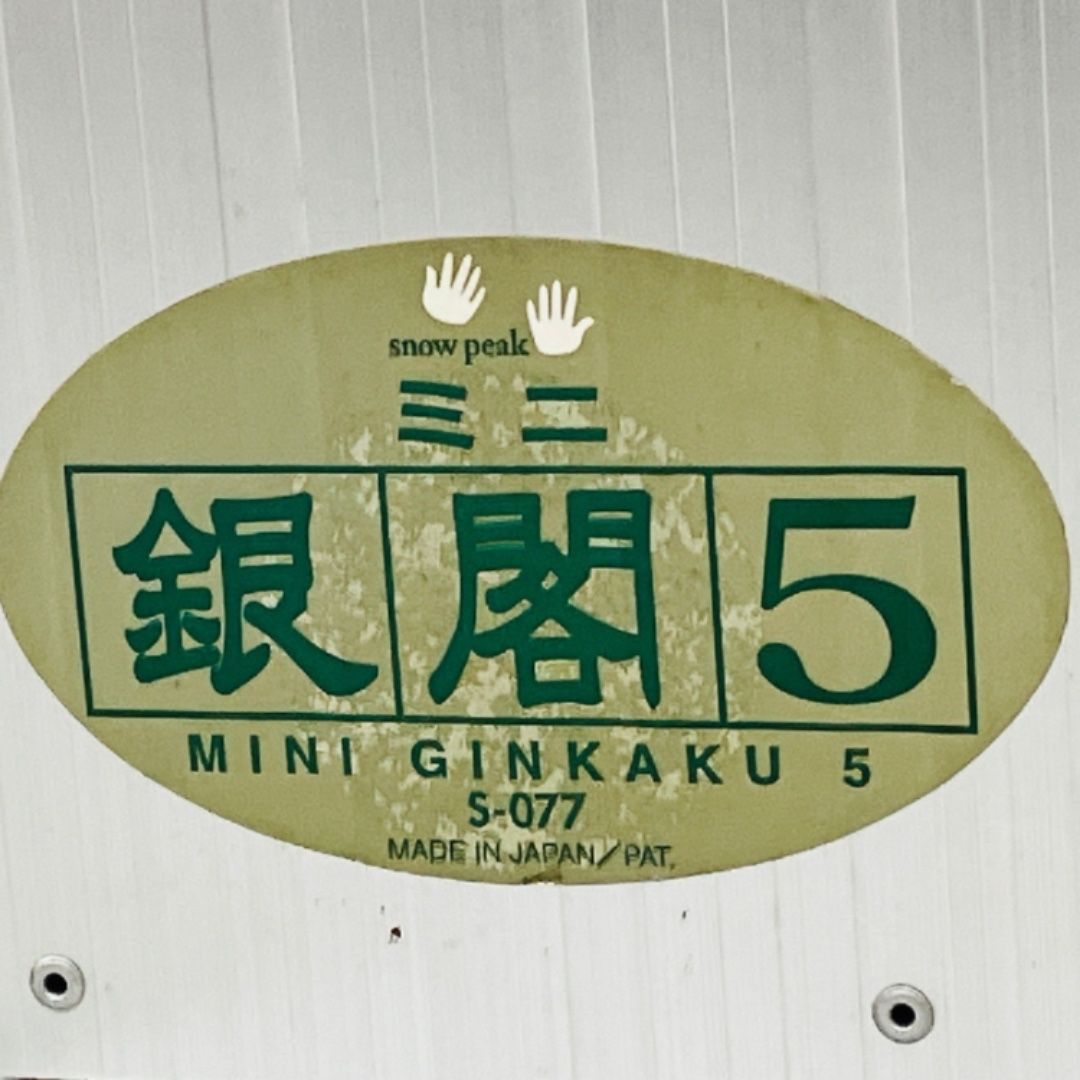 snow peak
ミニ
銀閣5
MINI GINKAKU 5
S-077
MADE IN JAPAN/PAT.